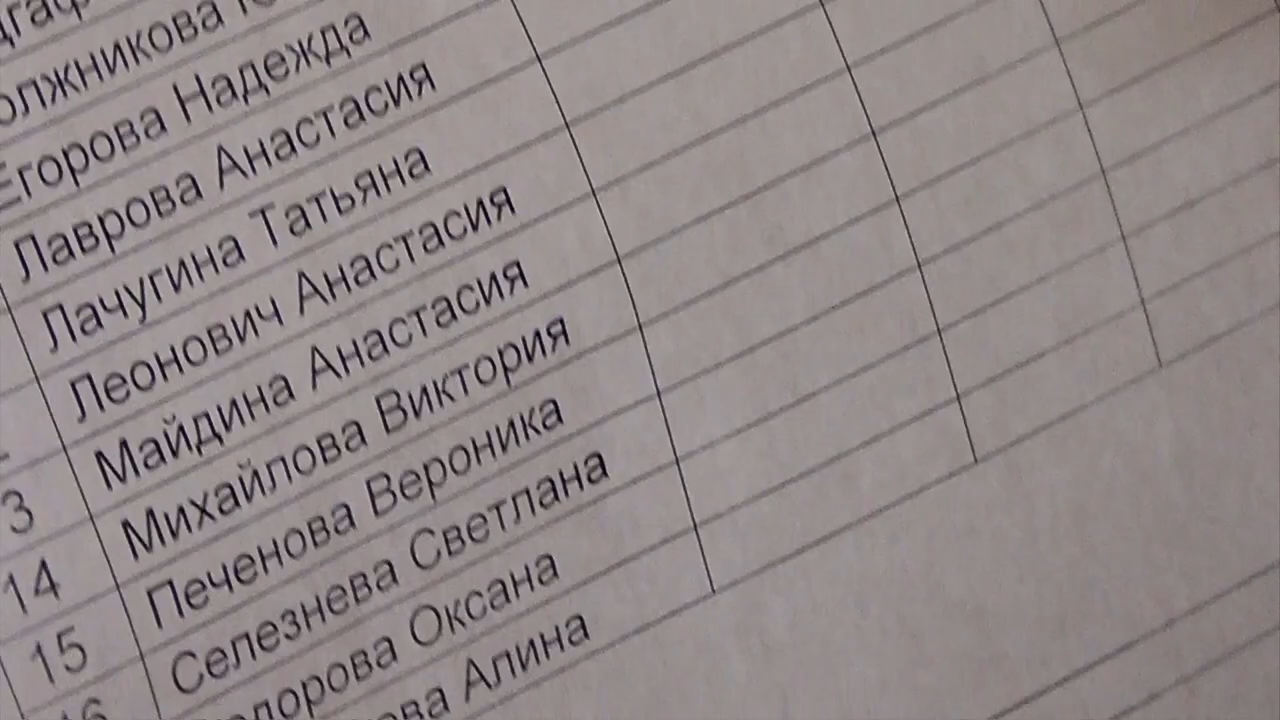 Егорова Надежда
Лаврова Анастасия
Лачугина Татьяна
Леонович Анастасия
Майдина Анастасия
3 Михайлова Виктория
14 Печенова Вероника
15 Селезнева Светлана
16 Оксана
Алина